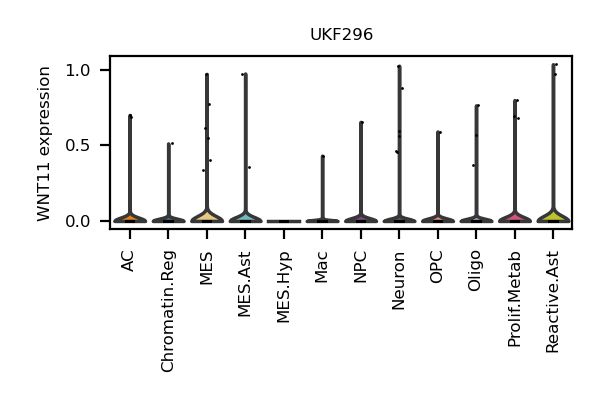 UKF296
WNT11 expression
1.0
0.5
0.0
AC
Chromatin.Reg
MES
MES.Ast
MES.Hyp
Mac
NPC
Neuron
OPC
Oligo
Prolif.Metab
Reactive.Ast